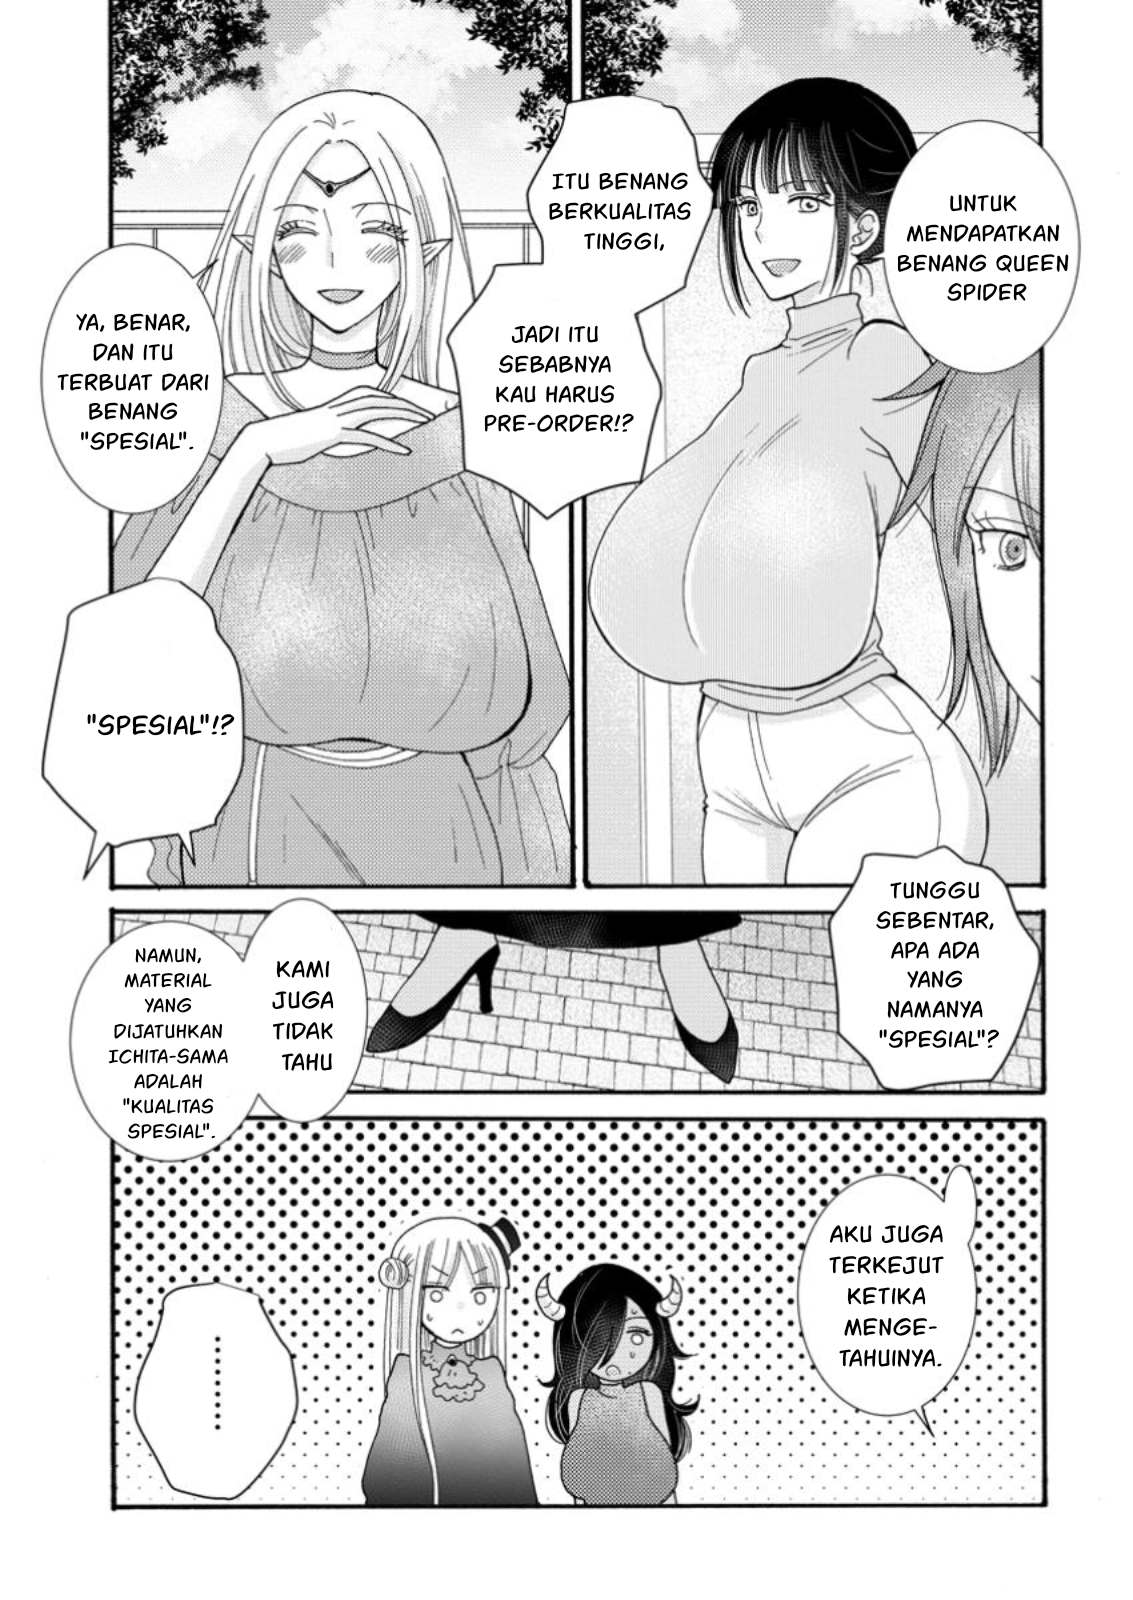 UNTUK
MENDAPATKAN
BENANG QUEEN
SPIDER
ITU BENANG
BERKUALITAS
TINGGI,
JADI ITU
SEBABNYA
KAU HARUS
PRE-ORDER!?
YA, BENAR,
DAN ITU
TERBUAT DARI
BENANG
"SPESIAL".
"SPESIAL"!?
TUNGGU
SEBENTAR,
APA ADA
YANG
NAMANYA
"SPESIAL"?
KAMI
JUGA
TIDAK
TAHU
NAMUN,
MATERIAL
YANG
DIJATUHKAN
ICHITA-SAMA
ADALAH
"KUALITAS
SPESIAL".
AKU JUGA
TERKEJUT
KETIKA
MENGE-
TAHUINYA.
.........